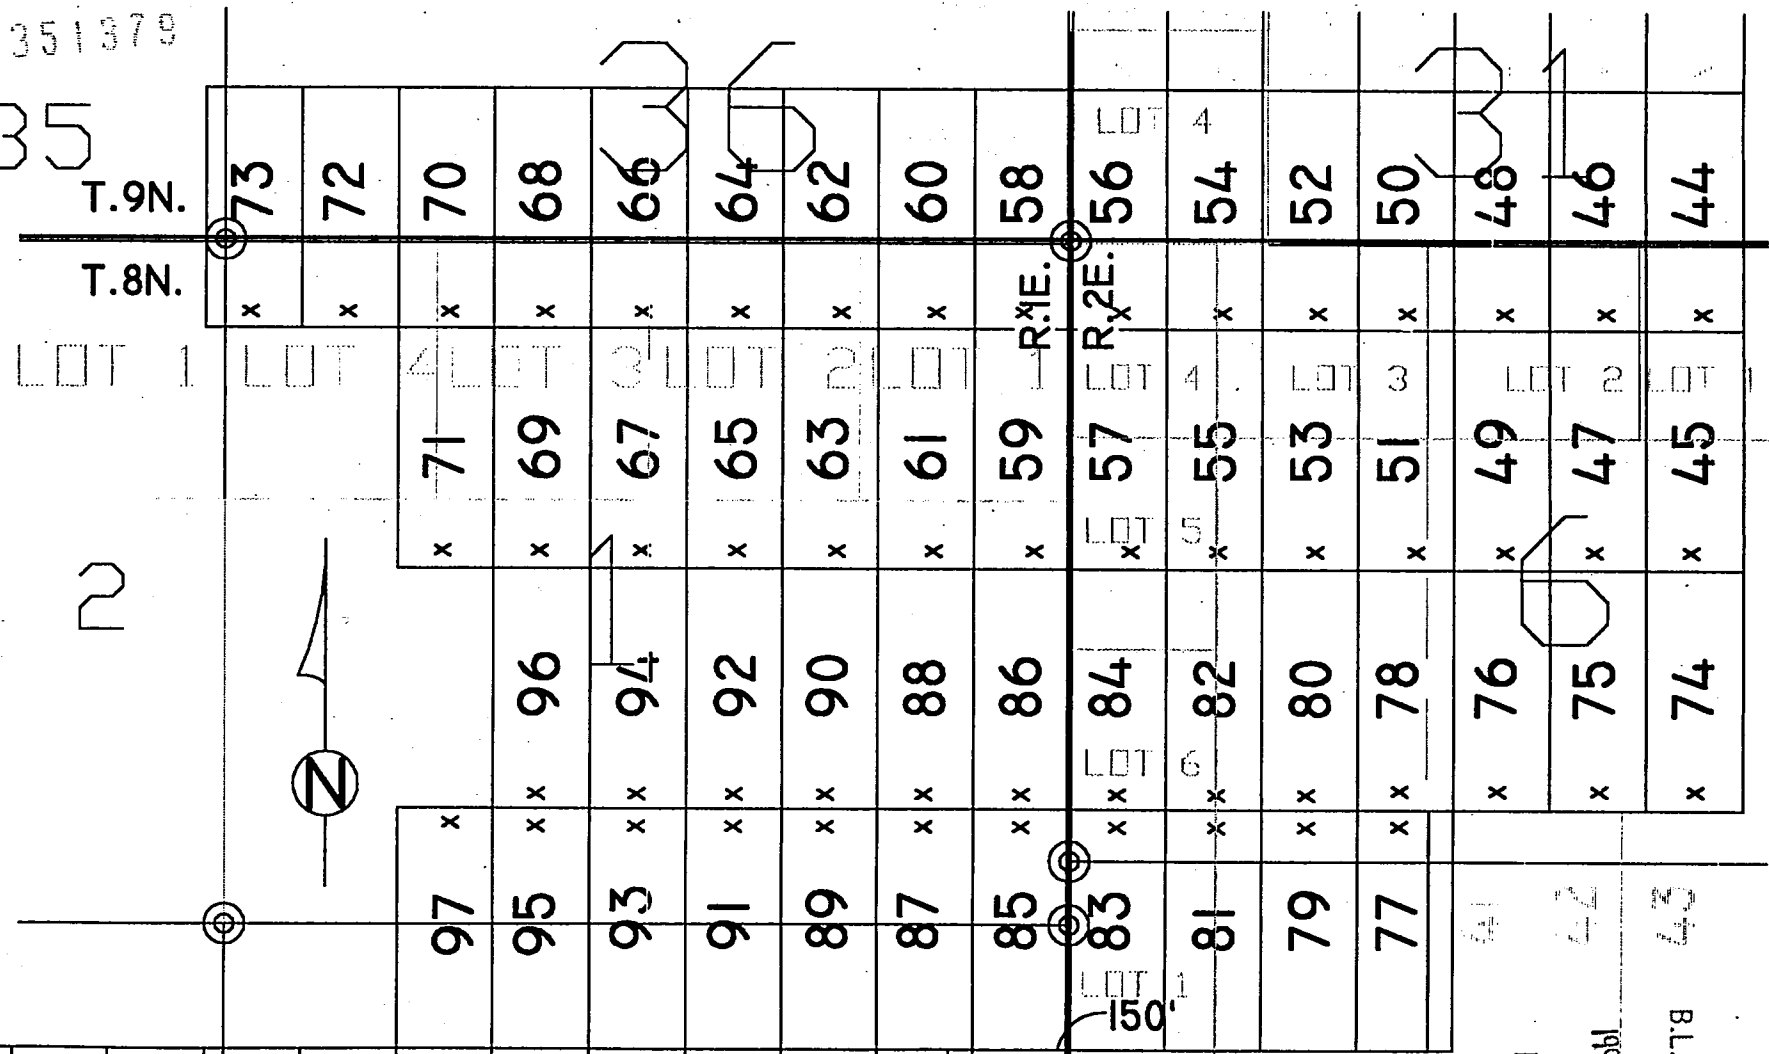 351379
35 36 31
LOT 4
T.9N.
73 72 70 68 66 64 62 60 58 56 54 52 50 48 46 44
T.8N.
R.1E. R.2E.
x x x x x x x x x x x x x x x x
LOT 1 LOT 4 LOT 3 LOT 2 LOT 1 LOT 4 LOT 3 LOT 2 LOT 1
71 69 67 65 63 61 59 57 55 53 51 49 47 45
LOT 5
x x x x x x x x x x x x x x
2 1 6
96 94 92 90 88 86 84 82 80 78 76 75 74
LOT 6
N
x x x x x x x x x x x x x
x x x x x x x x x x x
97 95 93 91 89 87 85 83 81 79 77 41 42 43
LOT 1
150'
B.L.